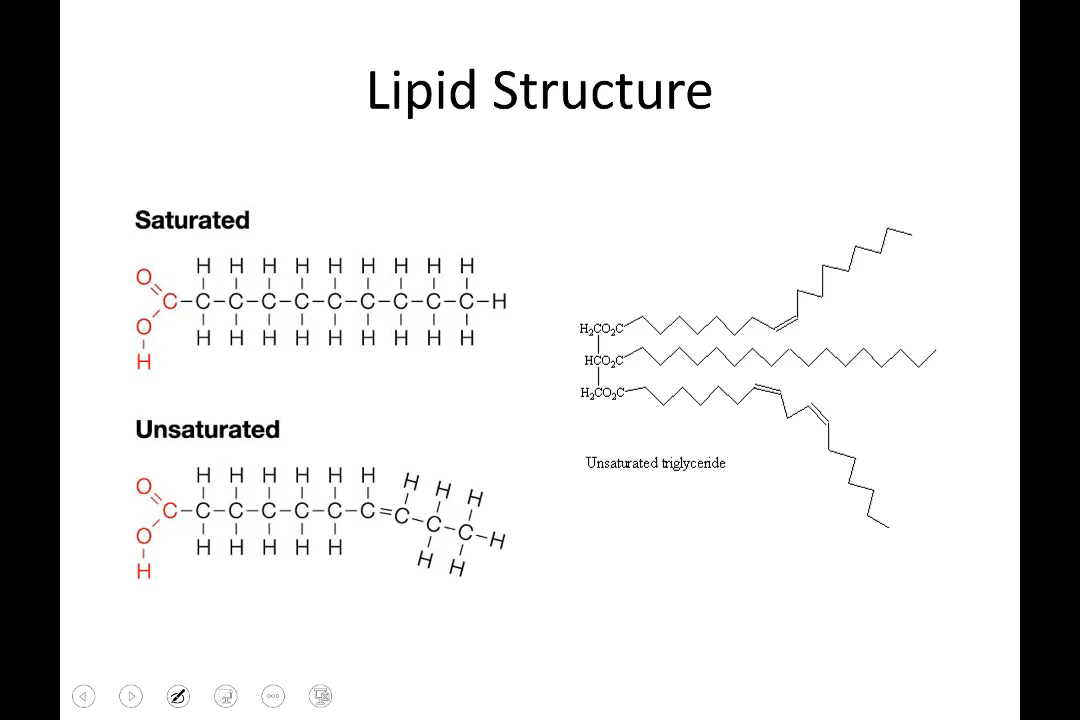 Lipid Structure
Saturated
H H H H H H H H H
O
C-C-C-C-C-C-C-C-C-C-H
O
H H H H H H H H H
H
Unsaturated
H H H H H H H H H
O
C-C-C-C-C-C-C=C-C-C-H
O
H H H H H H H
H
H₂CO₂C
HCO₂C
H₂CO₂C
Unsaturated triglyceride